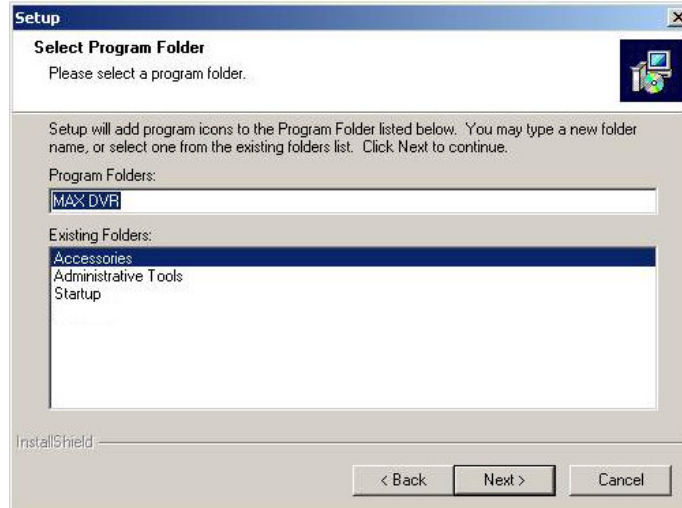 Setup
Select Program Folder
Please select a program folder.
Setup will add program icons to the Program Folder listed below. You may type a new folder
name, or select one from the existing folders list. Click Next to continue.
Program Folders:
MAX DVR
Existing Folders:
Accessories
Administrative Tools
Startup
InstallShield
< Back
Next >
Cancel